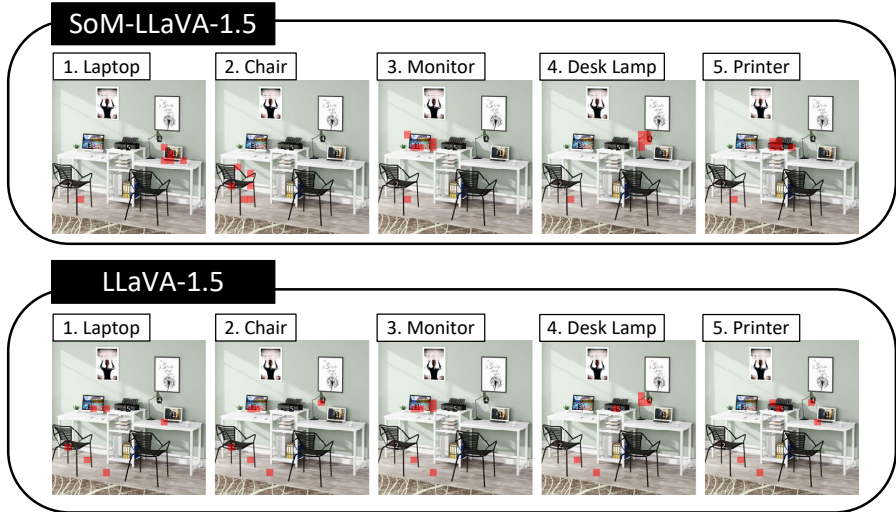 SoM-LLaVA-1.5
1. Laptop
2. Chair
3. Monitor
4. Desk Lamp
5. Printer
LLaVA-1.5
1. Laptop
2. Chair
3. Monitor
4. Desk Lamp
5. Printer